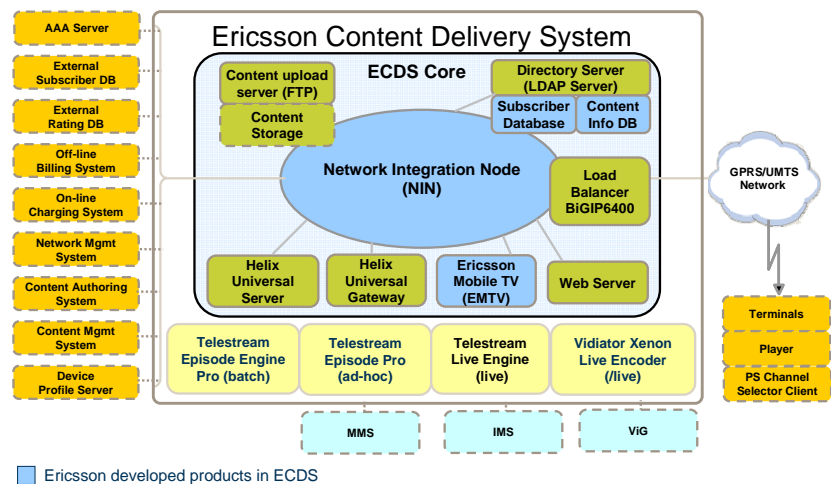 Ericsson Content Delivery System
AAA Server
External
Subscriber DB
External
Rating DB
Off-line
Billing System
On-line
Charging System
Network Mgmt
System
Content Authoring
System
Content Mgmt
System
Device
Profile Server
ECDS Core
Content upload
server (FTP)
Content
Storage
Directory Server
(LDAP Server)
Subscriber
Database
Content
Info DB
Network Integration Node
(NIN)
Load
Balancer
BiGIP6400
Helix
Universal
Server
Helix
Universal
Gateway
Ericsson
Mobile TV
(EMTV)
Web Server
Telestream
Episode Engine
Pro (batch)
Telestream
Episode Pro
(ad-hoc)
Telestream
Live Engine
(live)
Vidiator Xenon
Live Encoder
(/live)
MMS
IMS
ViG
GPRS/UMTS
Network
Terminals
Player
PS Channel
Selector Client
Ericsson developed products in ECDS